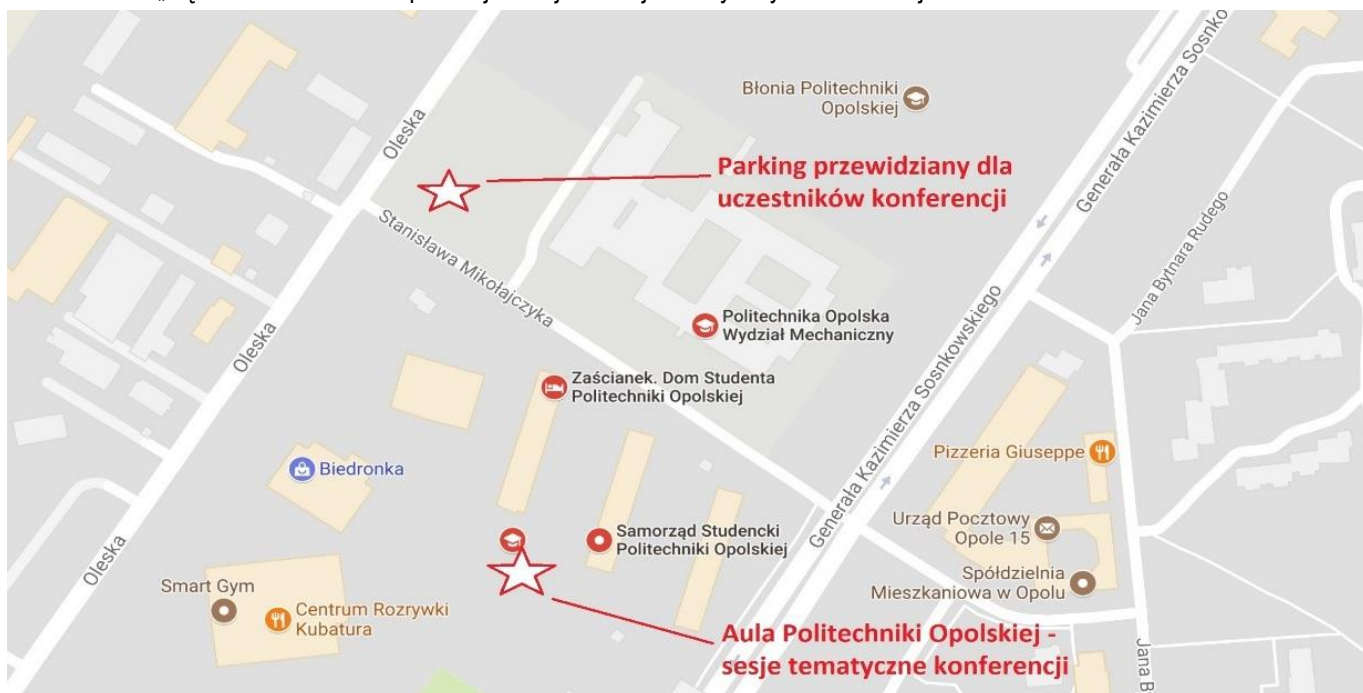 Błonia Politechniki
Opolskiej
Generała Kazimierza Sosnko
Oleska
Parking przewidziany dla
uczestników konferencji
Stanisława Mikołajczyka
Jana Bytnara Rudego
Politechnika Opolska
Wydział Mechaniczny
Oleska
Generała Kazimierza Sosnkowskiego
Zaścianek. Dom Studenta
Politechniki Opolskiej
Pizzeria Giuseppe
Biedronka
Urząd Pocztowy
Opole 15
Samorząd Studencki
Politechniki Opolskiej
Oleska
Spółdzielnia
Mieszkaniowa w Opolu
Smart Gym
Centrum Rozrywki
Kubatura
Aula Politechniki Opolskiej -
sesje tematyczne konferencji
Jana B